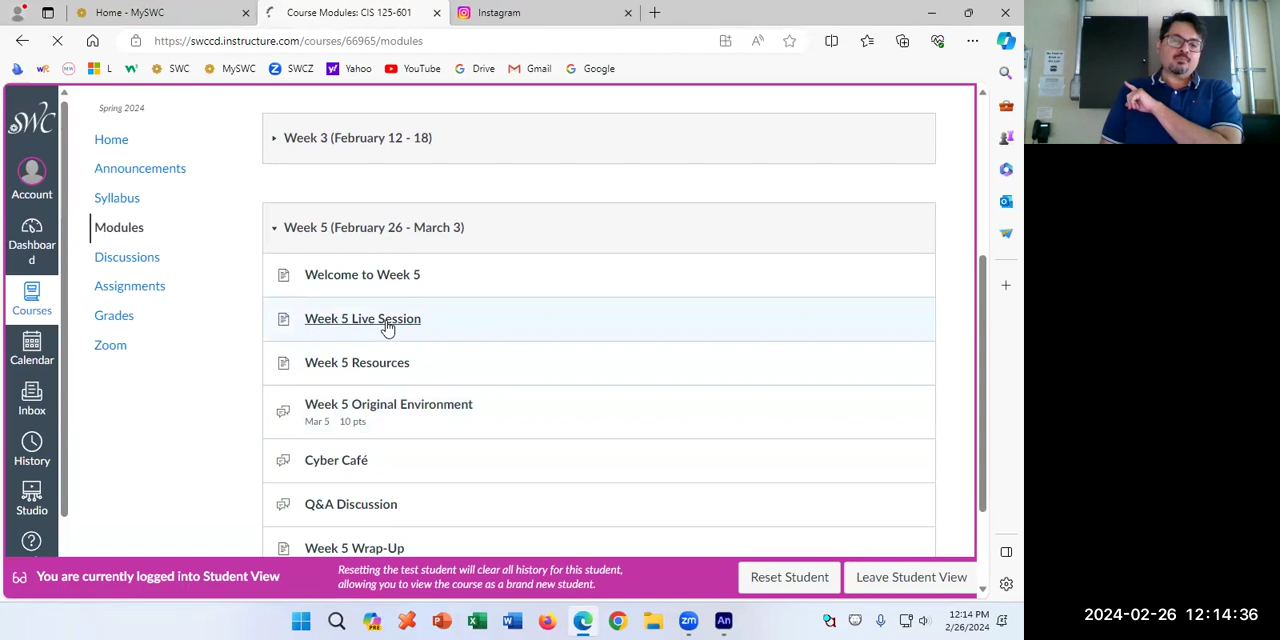 Home - MySWC
Course Modules: CIS 125-601
Instagram
https://swccd.instructure.com/courses/66965/modules
L
SWC
MySWC
SWCZ
Yahoo
YouTube
Drive
Gmail
Google
SWC
Account
Dashboar
d
Courses
Calendar
Inbox
History
Studio
Spring 2024
Home
Announcements
Syllabus
Modules
Discussions
Assignments
Grades
Zoom
Week 3 (February 12 - 18)
Week 5 (February 26 - March 3)
Welcome to Week 5
Week 5 Live Session
Week 5 Resources
Week 5 Original Environment
Mar 5 10 pts
Cyber Café
Q&A Discussion
Week 5 Wrap-Up
You are currently logged into Student View
Resetting the test student will clear all history for this student,
allowing you to view the course as a brand new student.
Reset Student
Leave Student View
zm
An
12:14 PM
2/26/2024
2024-02-26 12:14:36